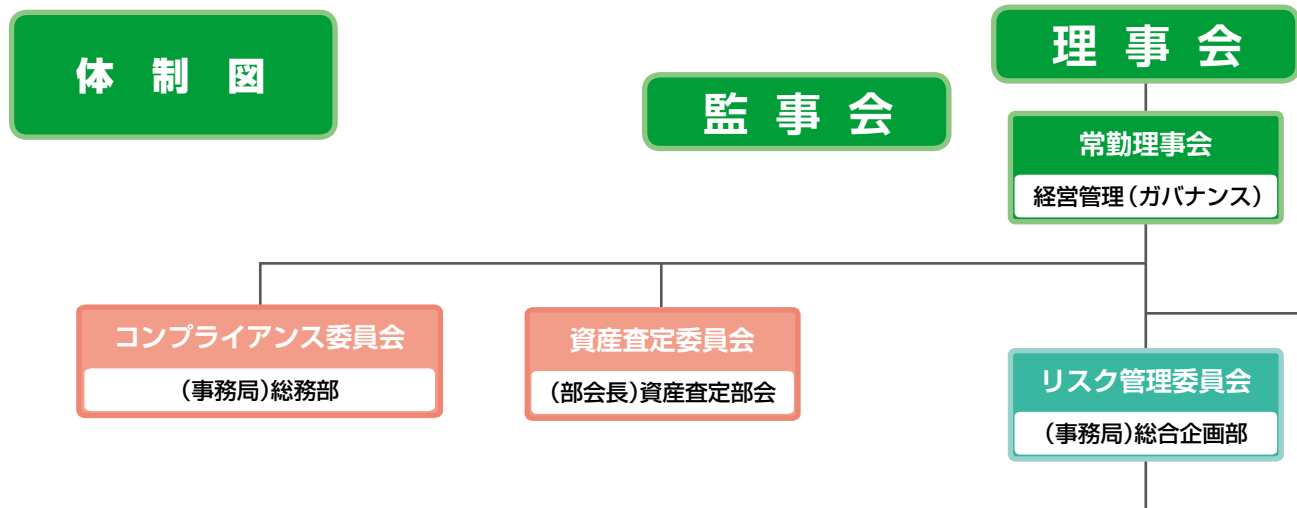 体 制 図
監 事 会
理 事 会
常勤理事会
経営管理（ガバナンス）
コンプライアンス委員会
（事務局）総務部
資産査定委員会
（部会長）資産査定部会
リスク管理委員会
（事務局）総合企画部